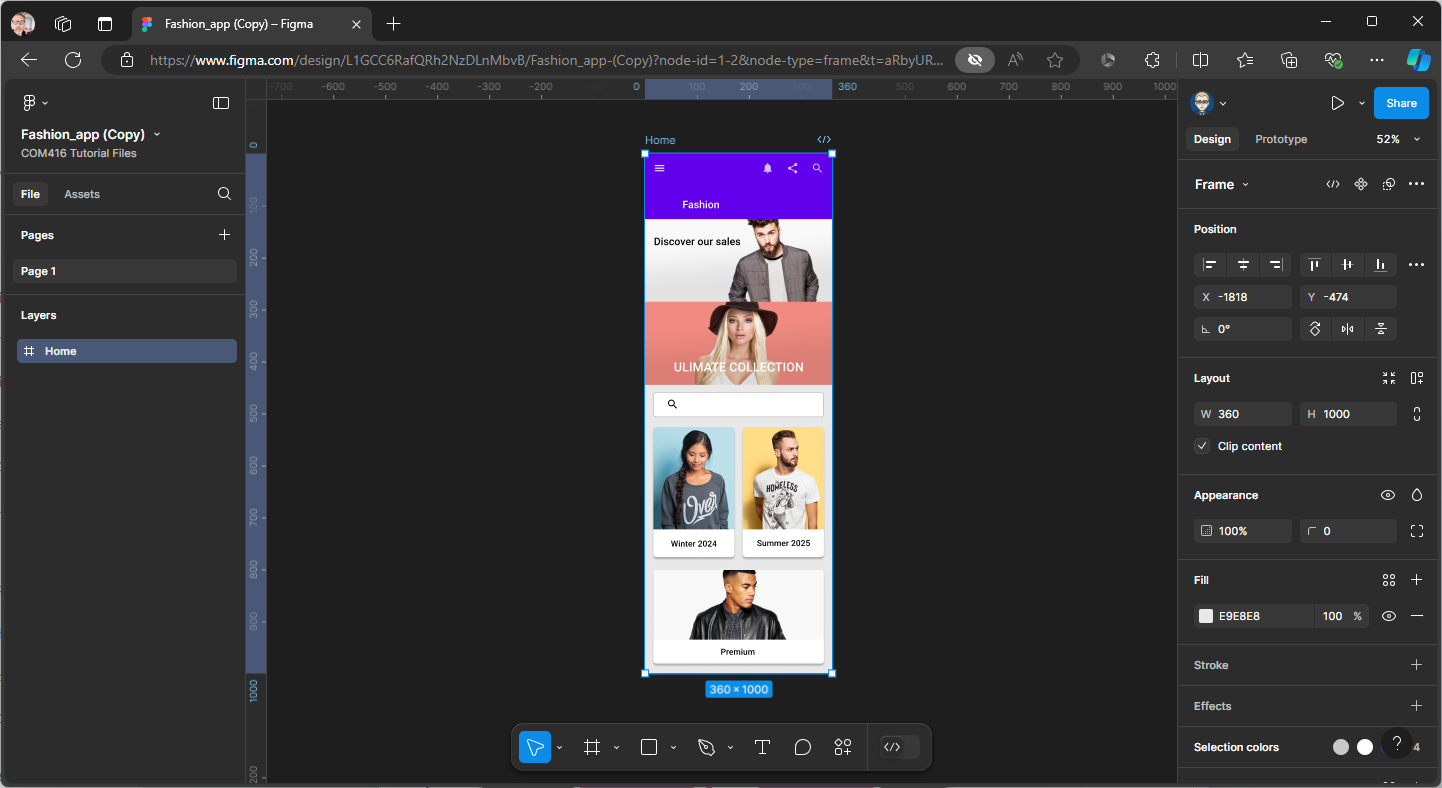 Fashion_app (Copy) – Figma
https://www.figma.com/design/L1GCC6RafQRh2NzDLnMbvB/Fashion_app-(Copy)?node-id=1-2&node-type=frame&t=aRbyUR...
Fashion_app (Copy)
COM416 Tutorial Files
File Assets
Pages
Page 1
Layers
Home
-700 -600 -500 -400 -300 -200 0 100 200 300 360 500 600 700 800 900 1000
0
100
200
300
400
500
600
700
800
900
1000
200
Home
Fashion
Discover our sales
ULIMATE COLLECTION
Over
HOMELESS
Winter 2024 Summer 2025
Premium
360 × 1000
Share
Design Prototype 52%
Frame
Position
X -1818 Y -474
0°
Layout
W 360 H 1000
Clip content
Appearance
100% 0
Fill
E9E8E8 100 %
Stroke
Effects
Selection colors ? 4